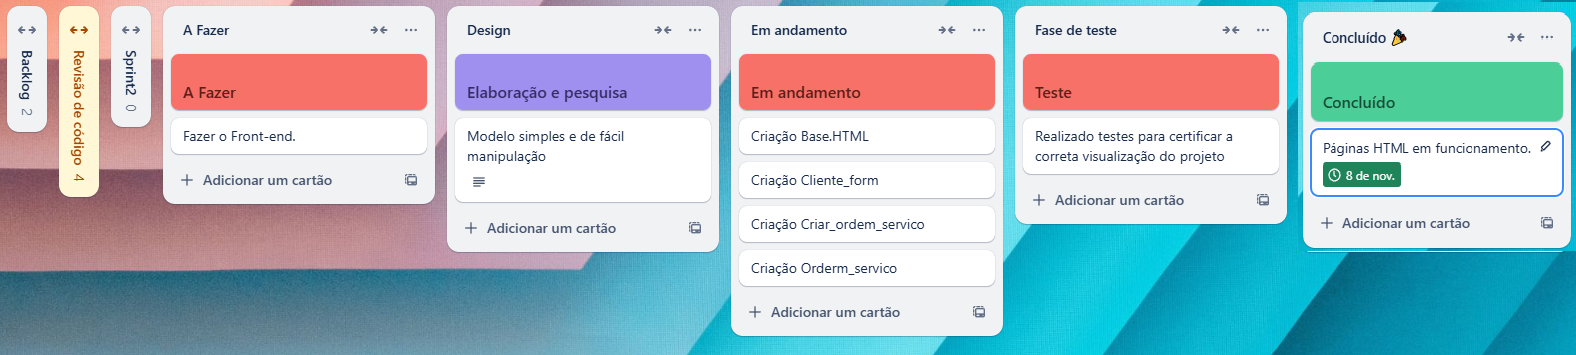 Backlog 2
Revisão de código 4
Sprint2 0
A Fazer
A Fazer
Fazer o Front-end.
Adicionar um cartão
Design
Elaboração e pesquisa
Modelo simples e de fácil
manipulação
Adicionar um cartão
Em andamento
Em andamento
Criação Base.HTML
Criação Cliente_form
Criação Criar_ordem_servico
Criação Orderm_servico
Adicionar um cartão
Fase de teste
Teste
Realizado testes para certificar a
correta visualização do projeto
Adicionar um cartão
Concluído 🎉
Concluído
Páginas HTML em funcicnamento.
8 de nov.
Adicionar um cartão